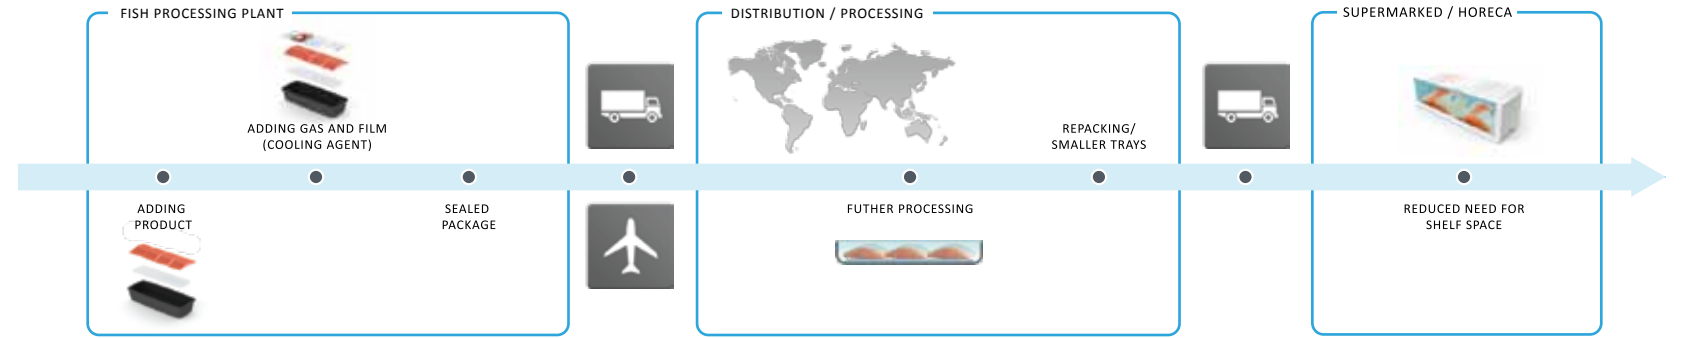 FISH PROCESSING PLANT
ADDING GAS AND FILM
(COOLING AGENT)
ADDING
PRODUCT
SEALED
PACKAGE
DISTRIBUTION / PROCESSING
REPACKING/
SMALLER TRAYS
FUTHER PROCESSING
SUPERMARKED / HORECA
REDUCED NEED FOR
SHELF SPACE